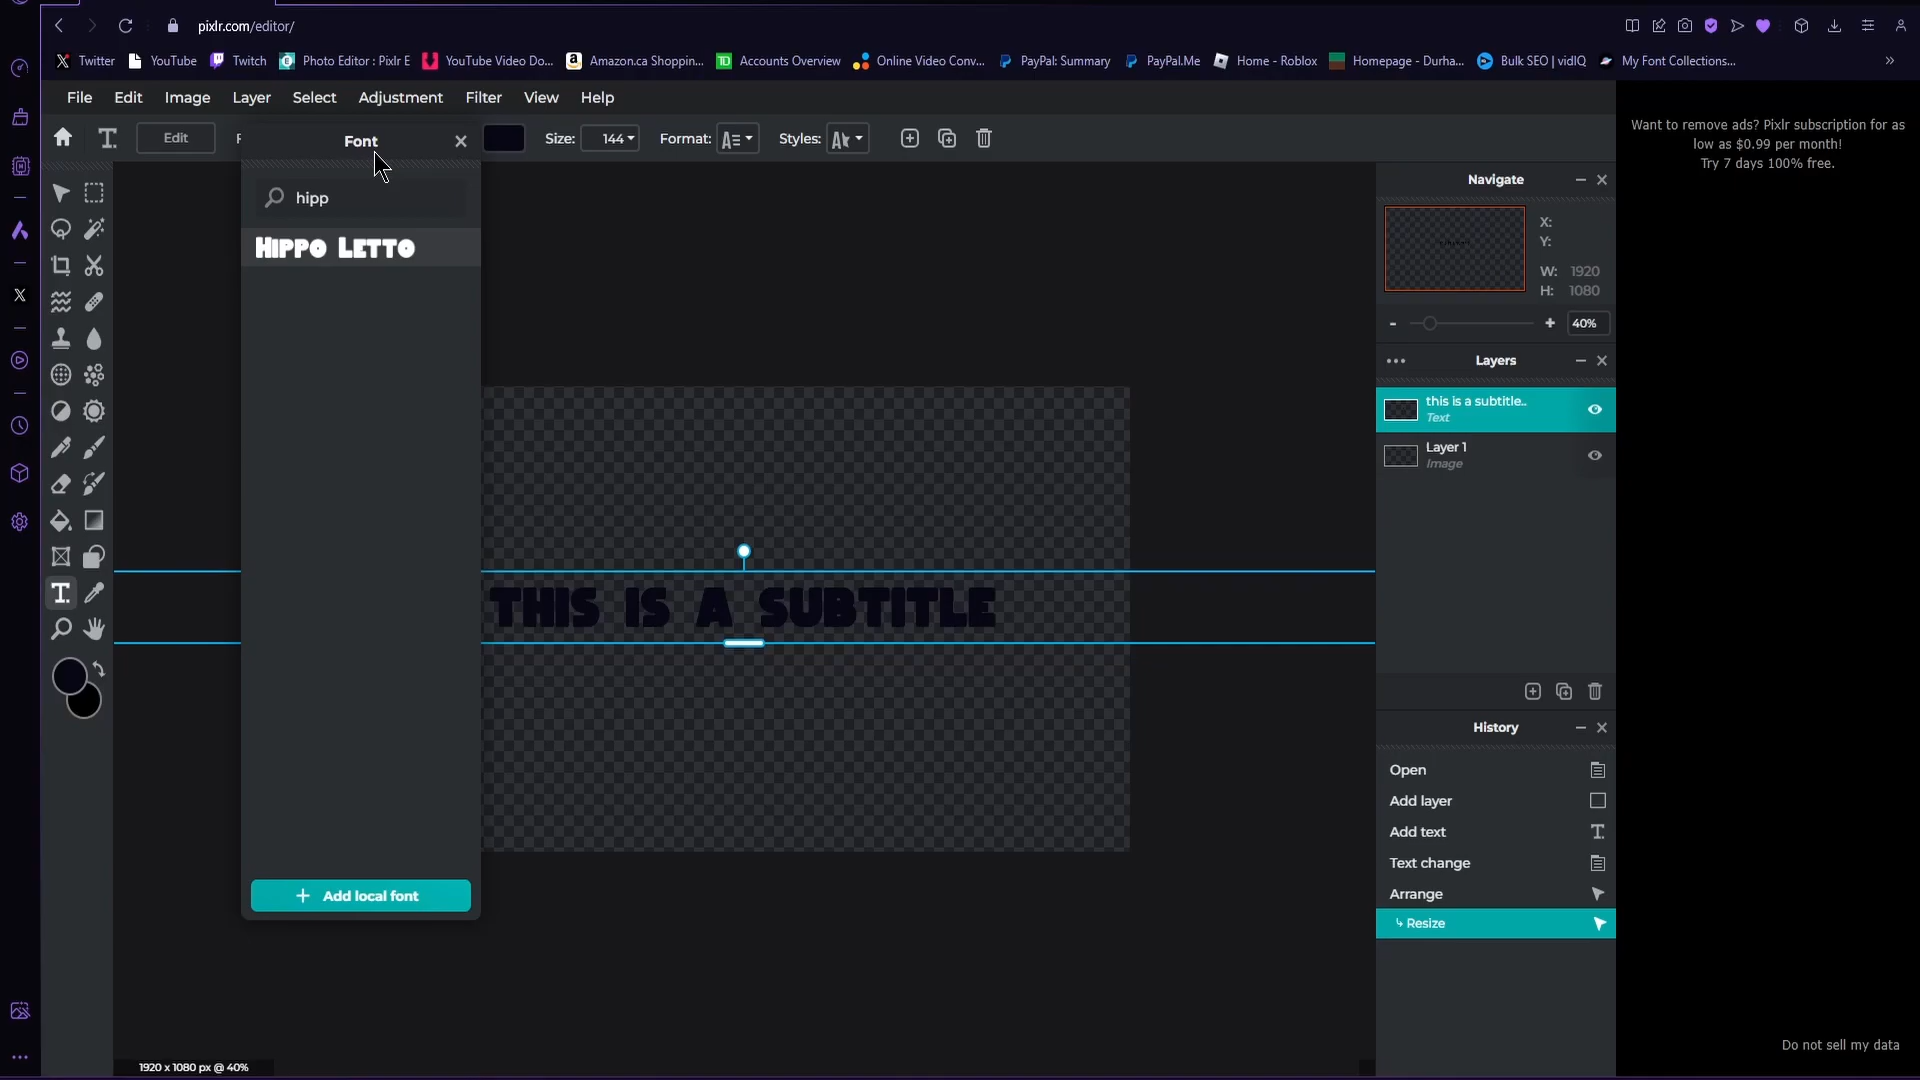 pixlr.com/editor/
Twitter YouTube Twitch Photo Editor : Pixlr E YouTube Video Do... Amazon.ca Shoppin... Accounts Overview Online Video Conv... PayPal: Summary PayPal.Me Home - Roblox Homepage - Durha... Bulk SEO | vidIQ My Font Collections...
File Edit Image Layer Select Adjustment Filter View Help
Edit Font Size: 144 Format: Styles:
hipp
HIPPO LETTO
THIS IS A SUBTITLE
+ Add local font
1920 x 1080 px @ 40%
Navigate
X:
Y:
W: 1920
H: 1080
- + 40%
Layers
this is a subtitle..
Text
Layer 1
Image
History
Open
Add layer
Add text
Text change
Arrange
Resize
Want to remove ads? Pixlr subscription for as
low as $0.99 per month!
Try 7 days 100% free.
Do not sell my data